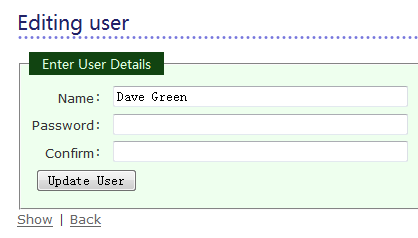 Editing user
Enter User Details
Name:
Dave Green
Password:
Confirm:
Update User
Show | Back